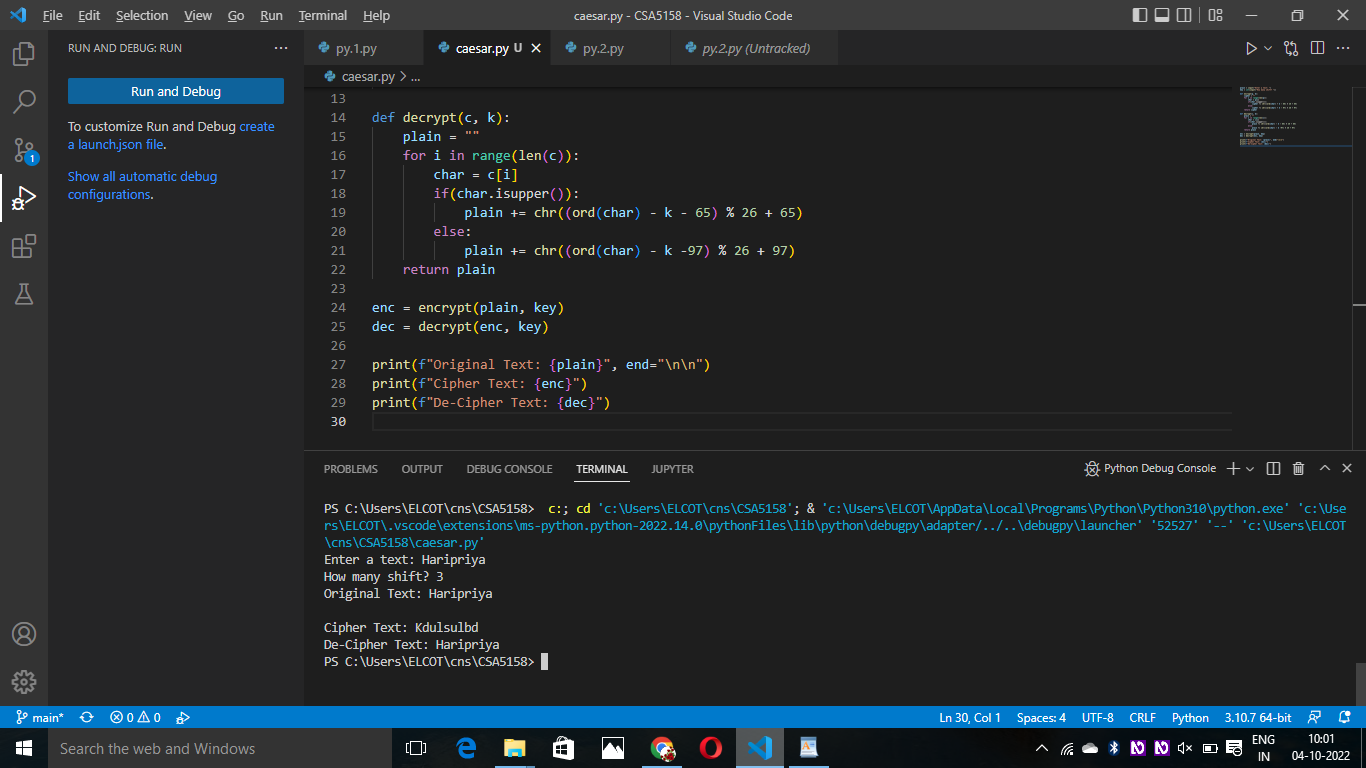 File Edit Selection View Go Run Terminal Help caesar.py - CSA5158 - Visual Studio Code
RUN AND DEBUG: RUN ...
py.1.py caesar.py U py.2.py py.2.py (Untracked)
caesar.py > ...
Run and Debug
To customize Run and Debug create
a launch.json file.
Show all automatic debug
configurations.
1
13
14 def decrypt(c, k):
15 plain = ""
16 for i in range(len(c)):
17 char = c[i]
18 if(char.isupper()):
19 plain += chr((ord(char) - k - 65) % 26 + 65)
20 else:
21 plain += chr((ord(char) - k -97) % 26 + 97)
22 return plain
23
24 enc = encrypt(plain, key)
25 dec = decrypt(enc, key)
26
27 print(f"Original Text: {plain}", end="\n\n")
28 print(f"Cipher Text: {enc}")
29 print(f"De-Cipher Text: {dec}")
30
PROBLEMS OUTPUT DEBUG CONSOLE TERMINAL JUPYTER Python Debug Console
PS C:\Users\ELCOT\cns\CSA5158> c:; cd 'c:\Users\ELCOT\cns\CSA5158'; & 'c:\Users\ELCOT\AppData\Local\Programs\Python\Python310\python.exe' 'c:\Use
rs\ELCOT\.vscode\extensions\ms-python.python-2022.14.0\pythonFiles\lib\python\debugpy\adapter/../..\debugpy\launcher' '52527' '--' 'c:\Users\ELCOT
\cns\CSA5158\caesar.py'
Enter a text: Haripriya
How many shift? 3
Original Text: Haripriya
Cipher Text: Kdulsulbd
De-Cipher Text: Haripriya
PS C:\Users\ELCOT\cns\CSA5158>
main* 0 0 Ln 30, Col 1 Spaces: 4 UTF-8 CRLF Python 3.10.7 64-bit
Search the web and Windows
ENG
IN
10:01
04-10-2022